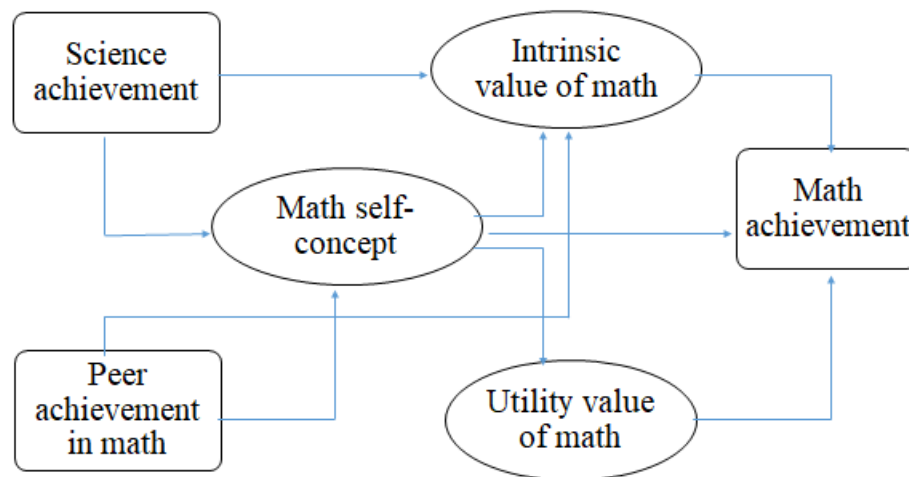 Science
achievement
Intrinsic
value of math
Math self-
concept
Math
achievement
Peer
achievement
in math
Utility value
of math